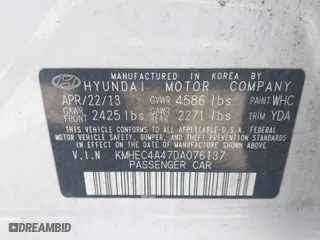 MANUFACTURED IN KOREA BY
HYUNDAI MOTOR COMPANY
APR/22/13 GVWR 4586 lbs PAINT WHC
GAWR FRONT 2425 lbs GAWR REAR 2271 lbs TRIM YDA
THIS VEHICLE CONFORMS TO ALL APPLICABLE U.S. FEDERAL
MOTOR VEHICLE SAFETY, BUMPER, AND THEFT PREVENTION STANDARDS
IN EFFECT ON THE DATE OF MANUFACTURE SHOWN ABOVE.
V.I.N KMHEC4A47DA076137
PASSENGER CAR
© AUTOBIDMASTER